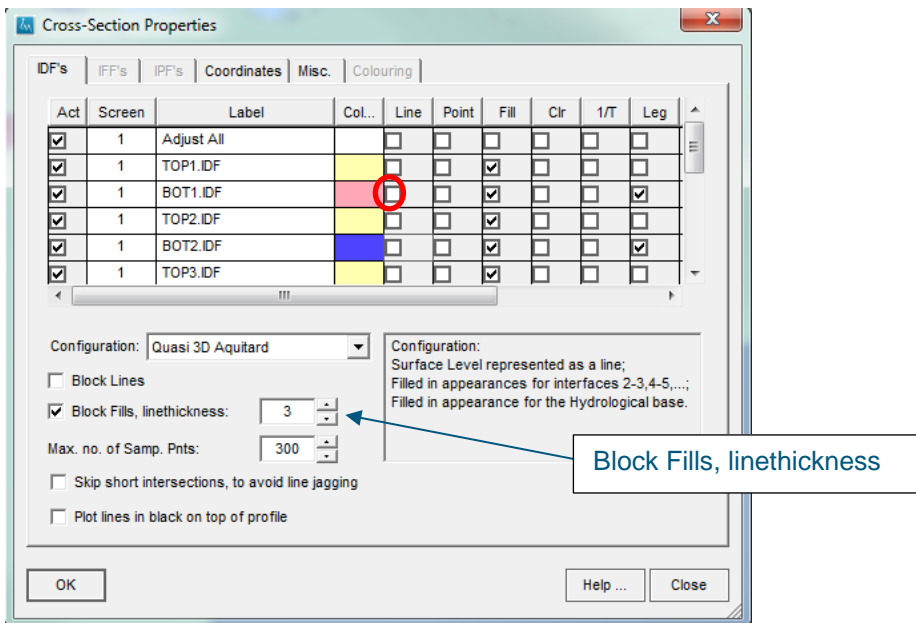 Cross-Section Properties
IDF's IFF's IPF's Coordinates Misc. Colouring
Act Screen Label Col... Line Point Fill Clr 1/T Leg
1 Adjust All
1 TOP1.IDF
1 BOT1.IDF
1 TOP2.IDF
1 BOT2.IDF
1 TOP3.IDF
Configuration: Quasi 3D Aquitard
Block Lines
Block Fills, linethickness: 3
Max. no. of Samp. Pnts: 300
Skip short intersections, to avoid line jagging
Plot lines in black on top of profile
Configuration:
Surface Level represented as a line;
Filled in appearances for interfaces 2-3,4-5,...;
Filled in appearance for the Hydrological base.
Block Fills, linethickness
OK Help ... Close